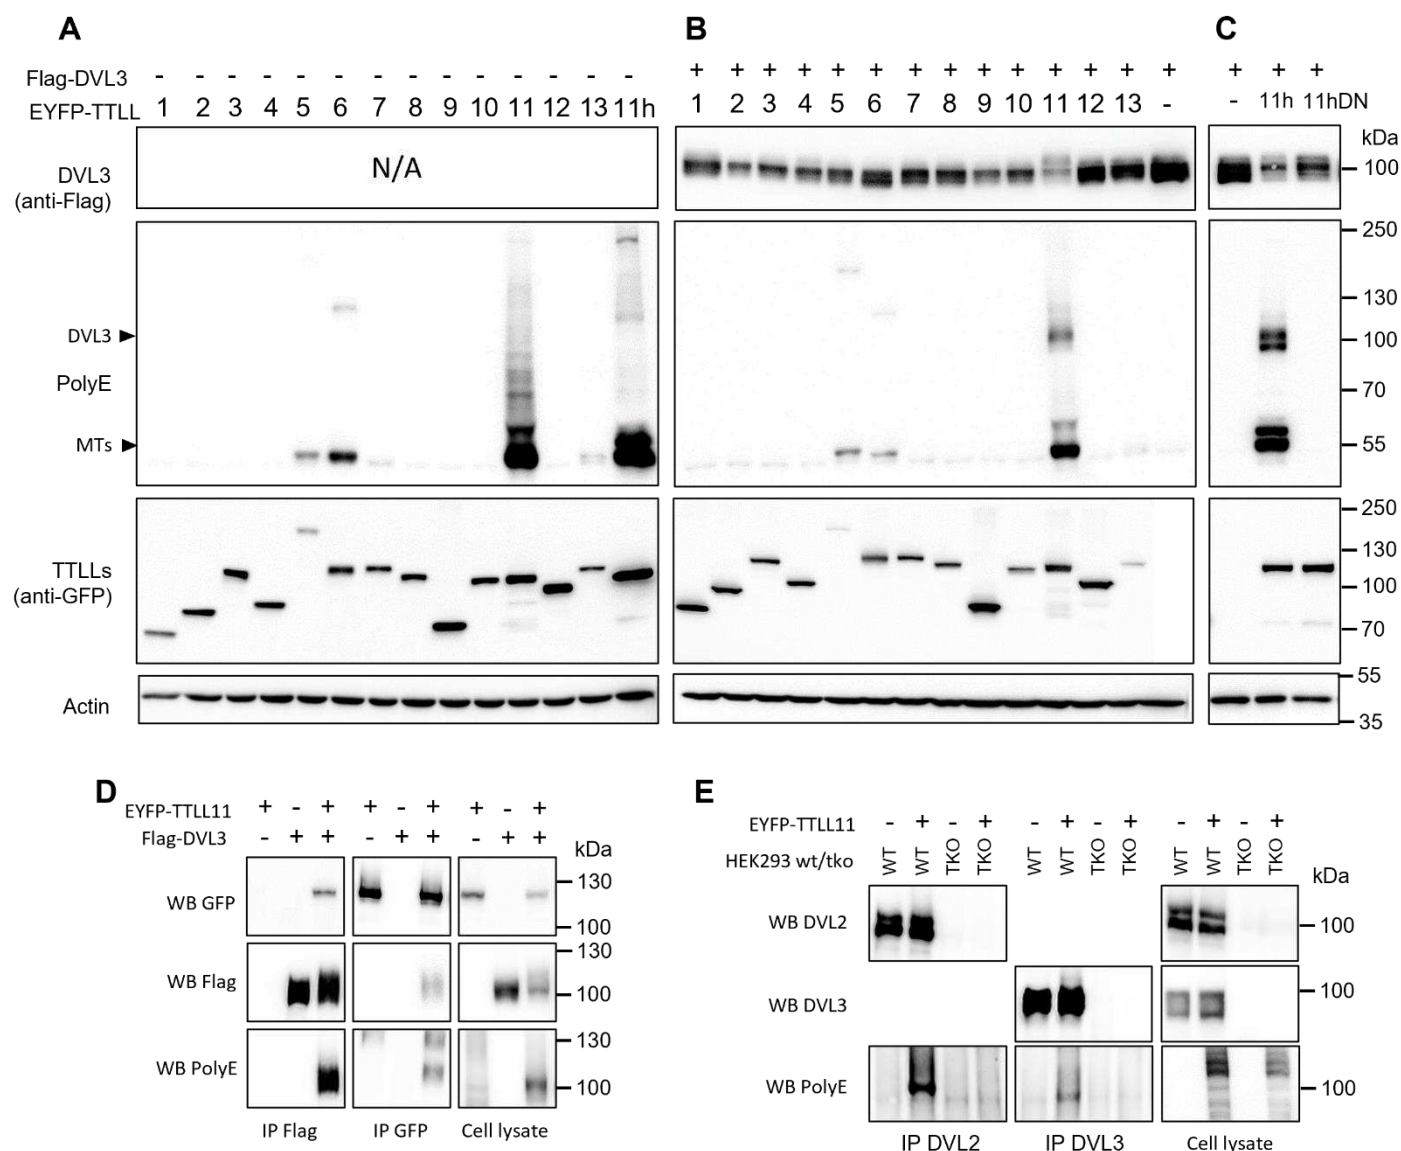 A
B
C
Flag-DVL3 - - - - - - - - - - - - - -
+ + + + + + + + + + + + + +
+ + +
EYFP-TTLL 1 2 3 4 5 6 7 8 9 10 11 12 13 11h
1 2 3 4 5 6 7 8 9 10 11 12 13 -
- 11h 11hDN
kDa
DVL3
(anti-Flag)
N/A
100
250
130
DVL3
100
PolyE
70
MTs
55
250
130
TTLLs
(anti-GFP)
100
70
55
Actin
35
D
EYFP-TTLL11 + - + + - + + - +
Flag-DVL3 - + + - + + - + +
kDa
WB GFP
130
100
WB Flag
130
100
WB PolyE
130
100
IP Flag
IP GFP
Cell lysate
E
EYFP-TTLL11 - + - + - + - + - + - +
HEK293 wt/tko WT WT TKO TKO WT WT TKO TKO WT WT TKO TKO
kDa
WB DVL2
100
WB DVL3
100
WB PolyE
100
IP DVL2
IP DVL3
Cell lysate